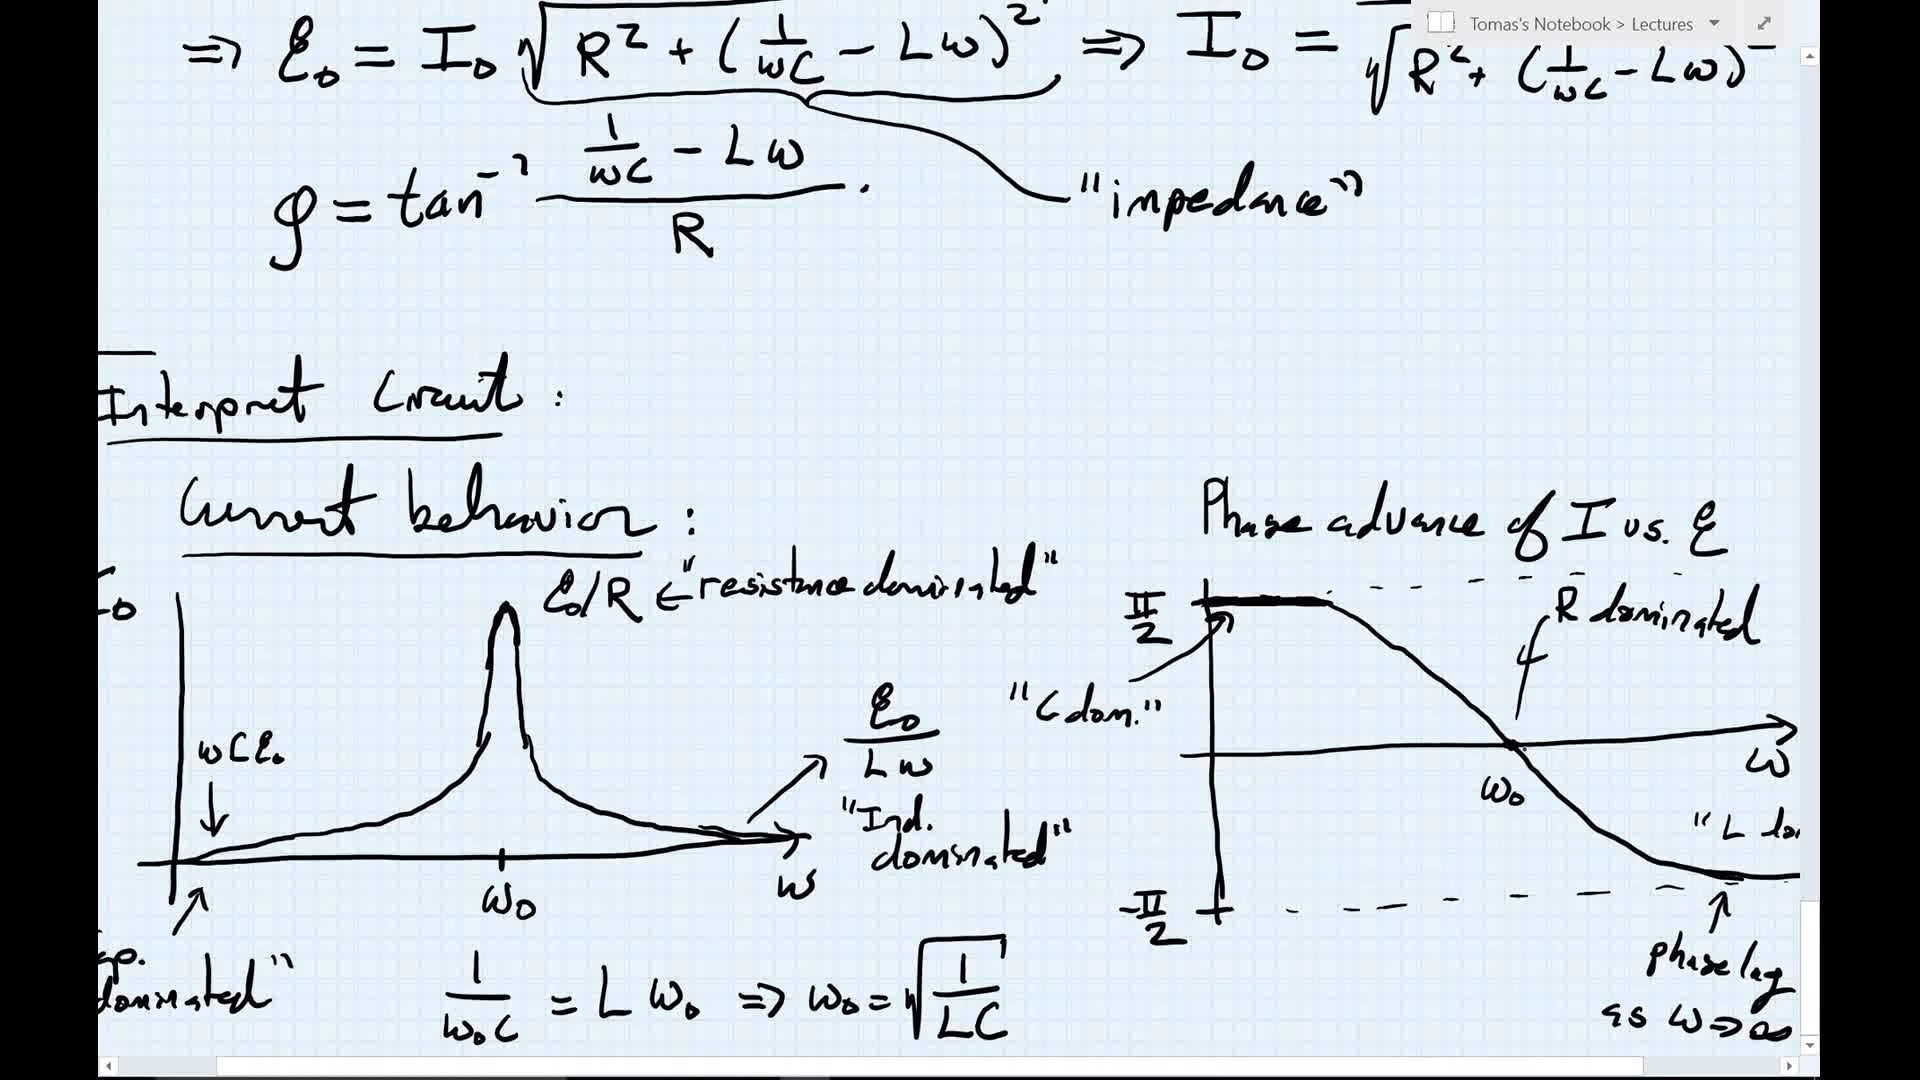 Tomas's Notebook > Lectures
⇒ ℰ₀ = I₀ √(R² + (1/ωC − Lω)²) ⇒ I₀ = / √(R² + (1/ωC − Lω)²
φ = tan⁻¹ (1/ωC − Lω)/R .
"impedance"
Interpret Circuit :
Current behavior :
Phase advance of I vs. ℰ
ℰ₀/R ← "resistance dominated"
π/2
R dominated
"C dom."
ωCℰ₀
ℰ₀/Lω
"Ind. dominated"
ω₀
ω
ω₀
ω
"L do
-π/2
ap.
dominated"
1/ω₀C = Lω₀ ⇒ ω₀ = √(1/LC)
phase lag
as ω → ∞